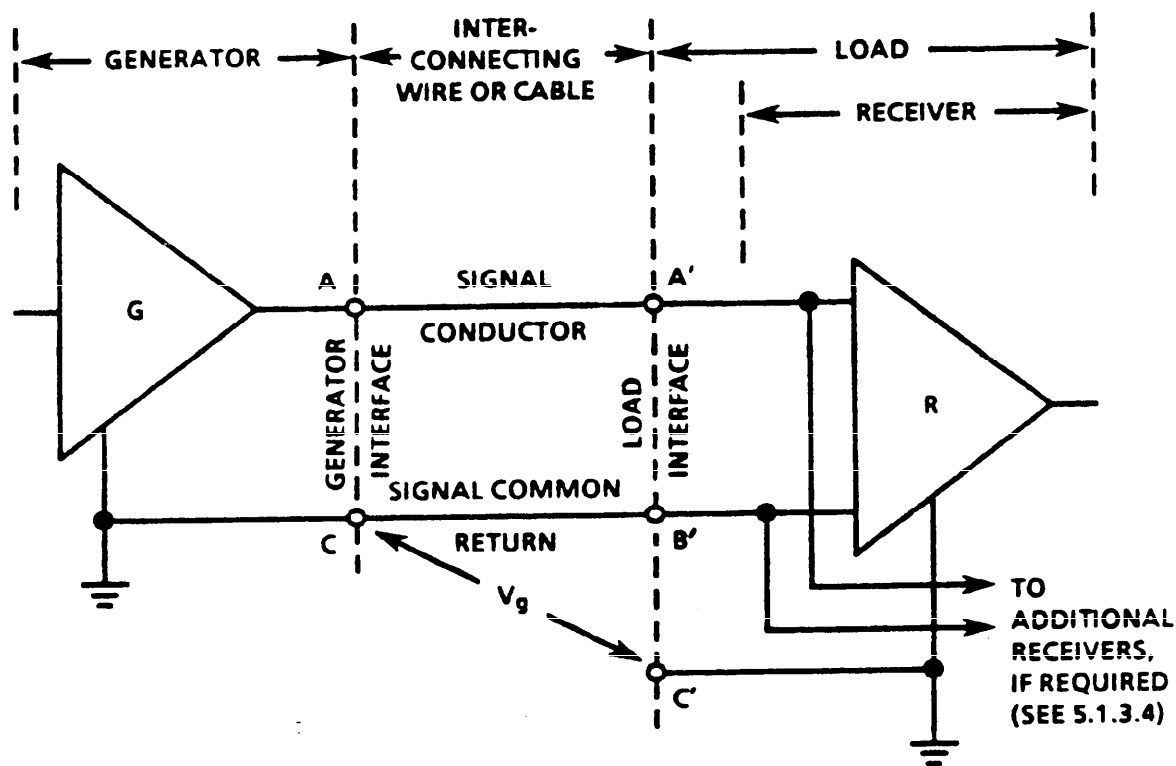 GENERATOR
INTER-
CONNECTING
WIRE OR CABLE
LOAD
RECEIVER
G
A
SIGNAL
CONDUCTOR
A'
GENERATOR
INTERFACE
LOAD
INTERFACE
R
SIGNAL COMMON
RETURN
C
B'
Vg
C'
TO
ADDITIONAL
RECEIVERS,
IF REQUIRED
(SEE 5.1.3.4)